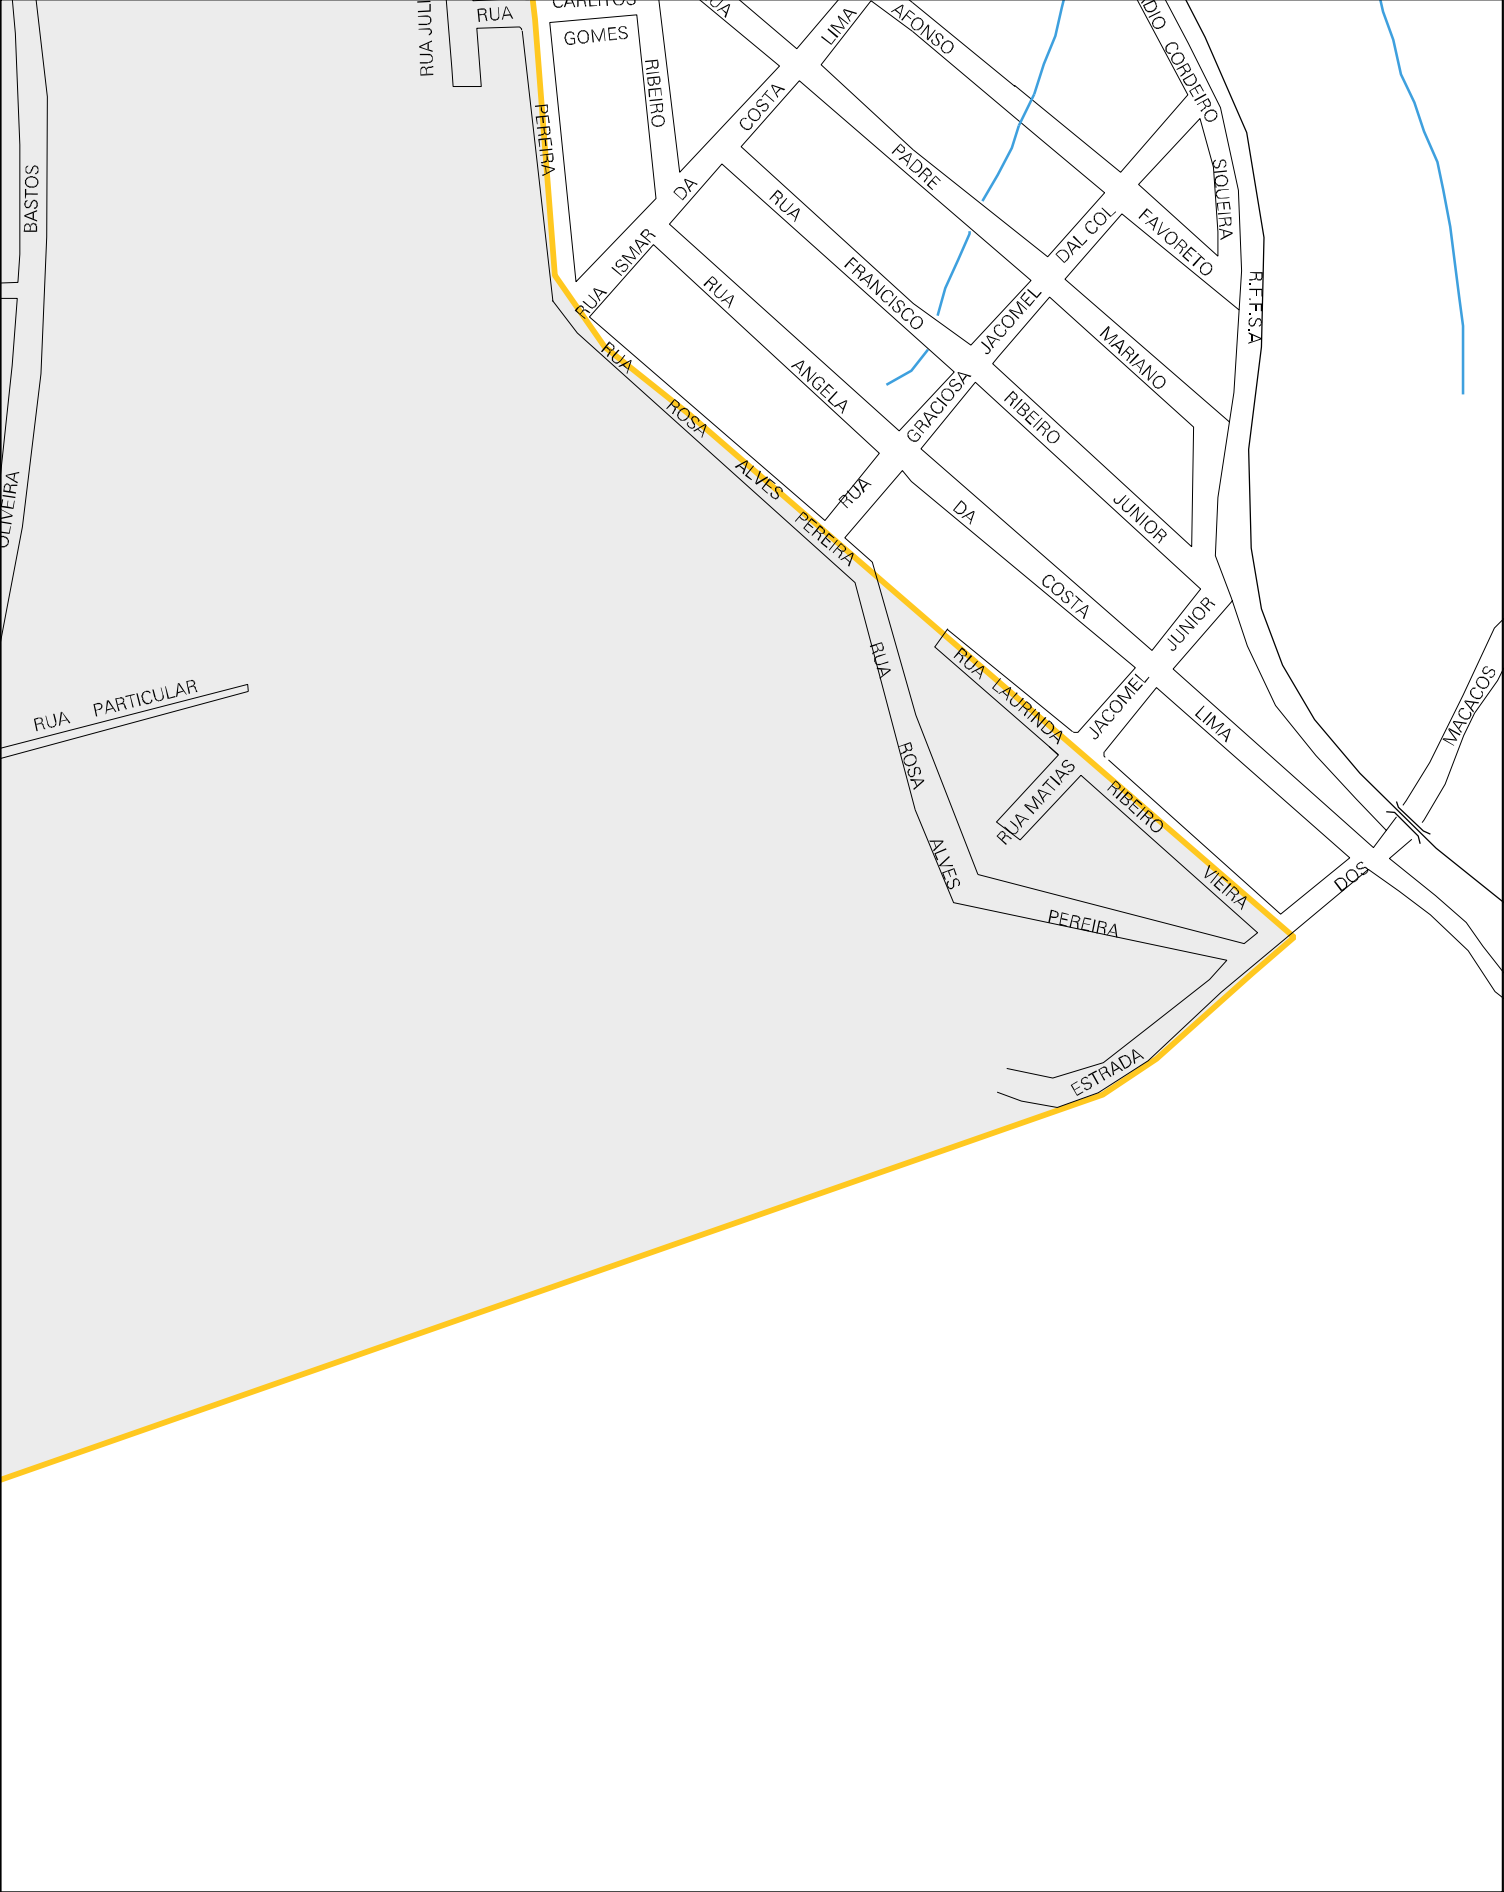 RUA JULI
RUA
CARLITOS
GOMES
RIBEIRO
PEREIRA
BASTOS
OLIVEIRA
RUA PARTICULAR
LIMA
AFONSO
CORDEIRO
SIQUEIRA
R.F.F.S.A
RUA ISMAR DA COSTA
PADRE
DAL COL
FAVORETO
RUA FRANCISCO
JACOMEL
MARIANO
RUA ANGELA
GRACIOSA
RIBEIRO JUNIOR
RUA
RUA ROSA ALVES PEREIRA
DA COSTA
JUNIOR
JACOMEL
LIMA
MACACOS
RUA LAURINDA RIBEIRO VIEIRA
RUA MATIAS
RUA ROSA ALVES PEREIRA
DOS
ESTRADA